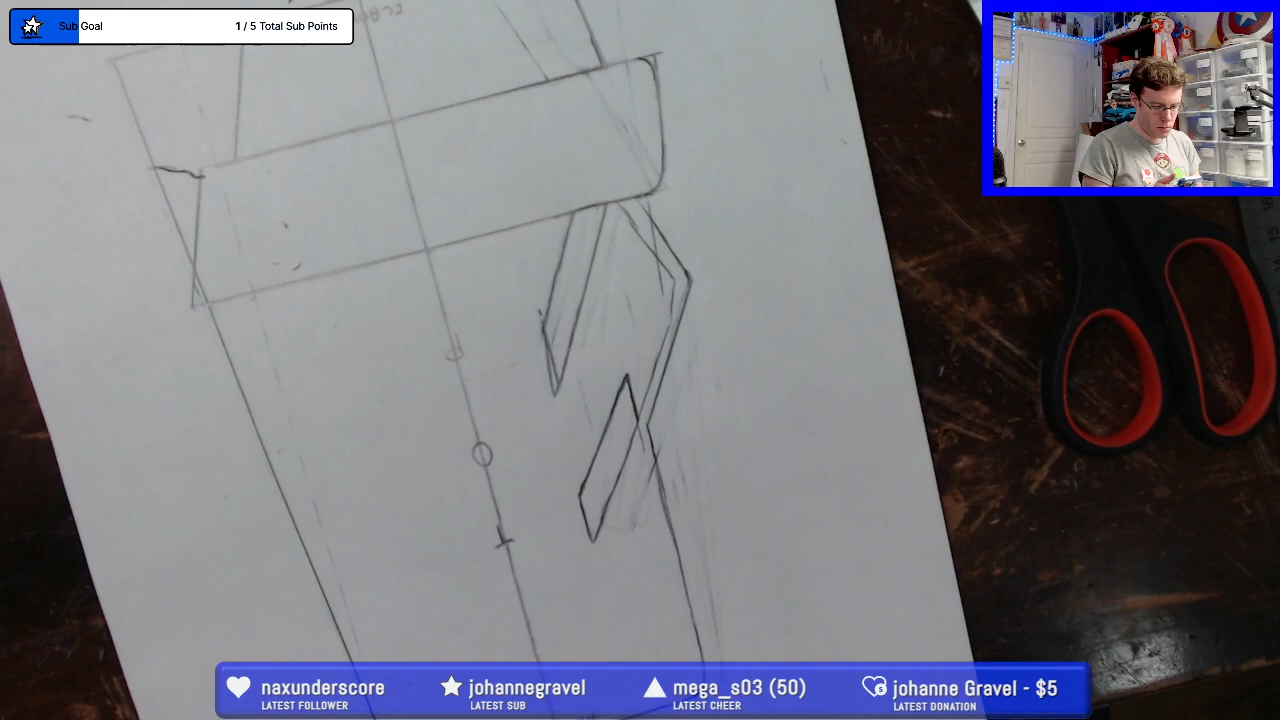 Sub Goal 1 / 5 Total Sub Points
naxunderscore
LATEST FOLLOWER
johannegravel
LATEST SUB
mega_s03 (50)
LATEST CHEER
johanne Gravel - $5
LATEST DONATION